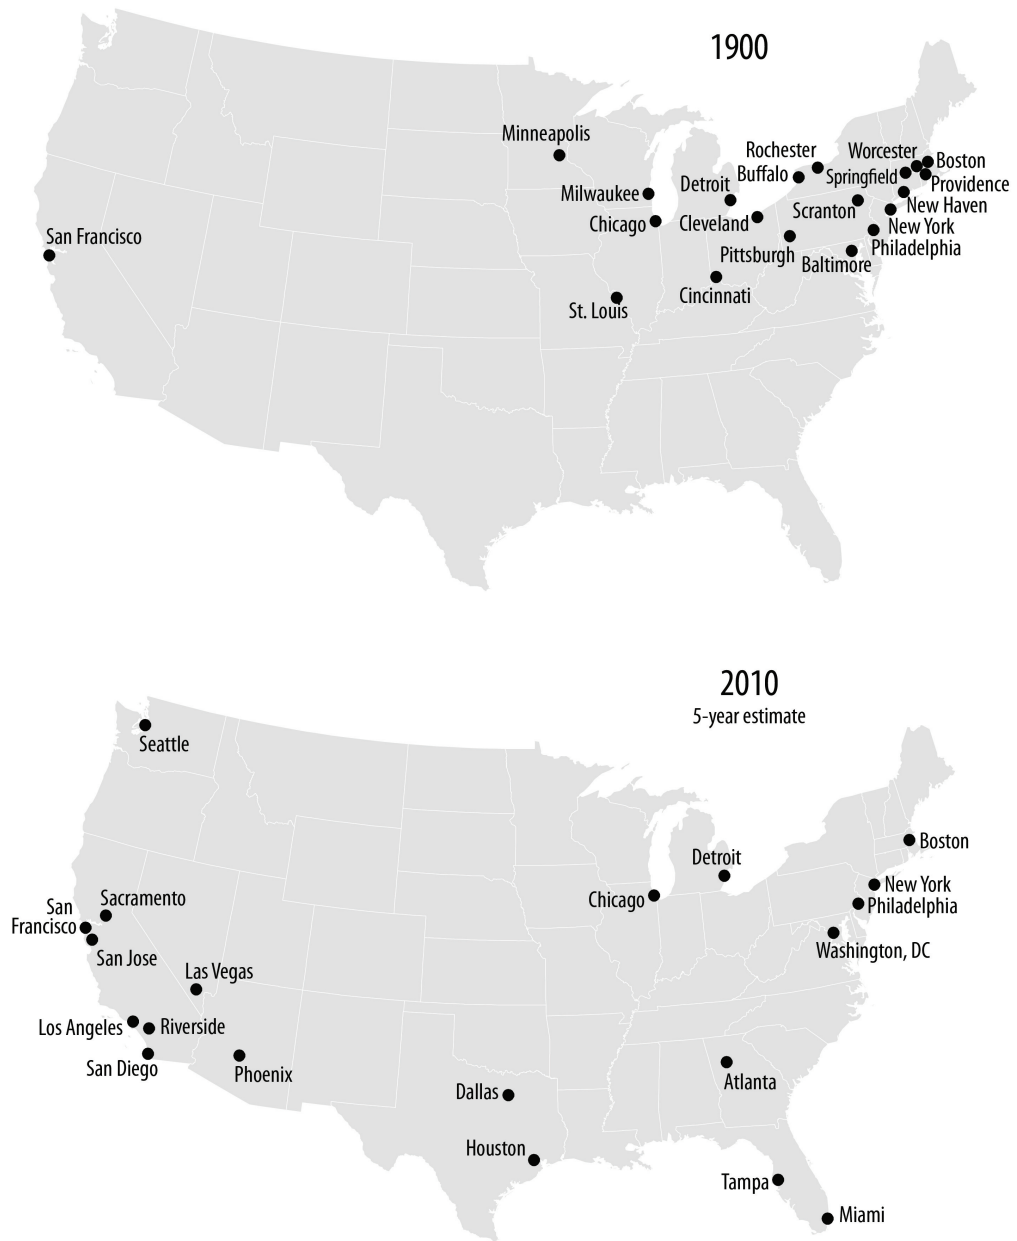 1900
Minneapolis
Rochester
Worcester
Boston
Buffalo
Springfield
Detroit
Providence
Milwaukee
New Haven
Scranton
Chicago
Cleveland
New York
San Francisco
Philadelphia
Pittsburgh
Baltimore
Cincinnati
St. Louis
2010
5-year estimate
Seattle
Boston
Detroit
New York
Chicago
Sacramento
Philadelphia
San
Francisco
Washington, DC
San Jose
Las Vegas
Los Angeles
Riverside
San Diego
Phoenix
Atlanta
Dallas
Houston
Tampa
Miami